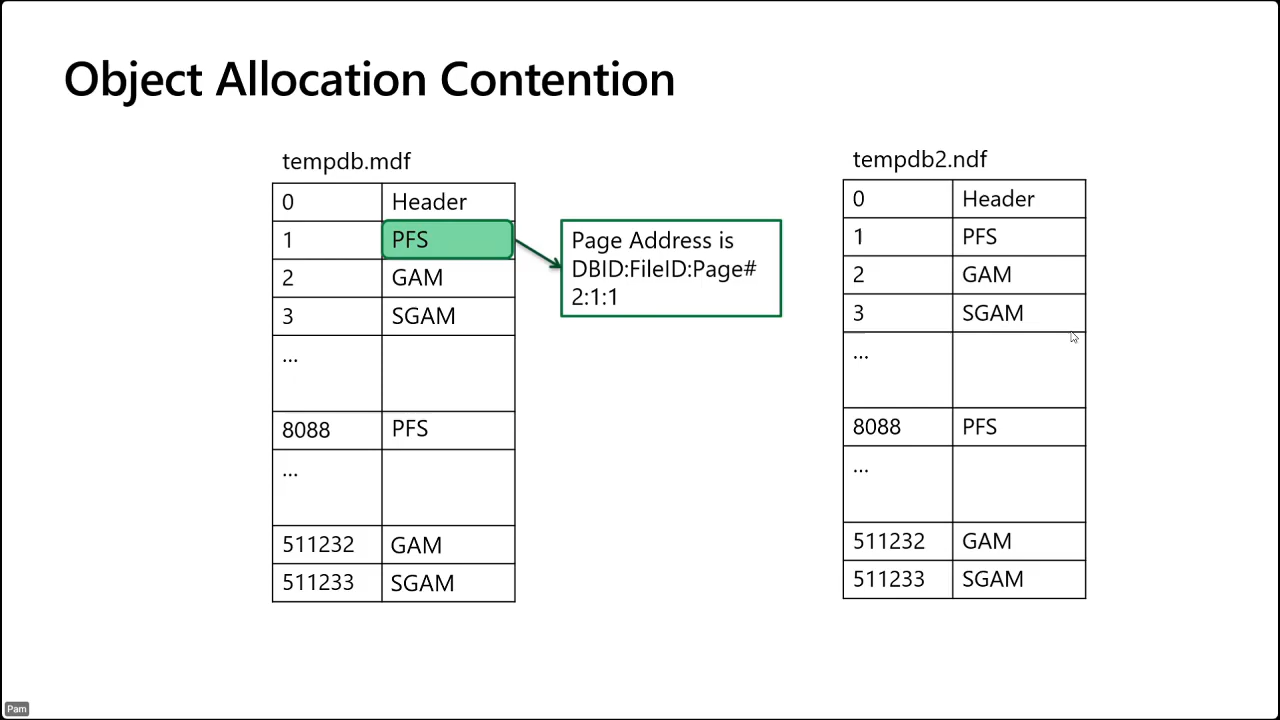 Object Allocation Contention
tempdb.mdf
0 Header
1 PFS
2 GAM
3 SGAM
...
8088 PFS
...
511232 GAM
511233 SGAM
Page Address is
DBID:FileID:Page#
2:1:1
tempdb2.ndf
0 Header
1 PFS
2 GAM
3 SGAM
...
8088 PFS
...
511232 GAM
511233 SGAM
Pam